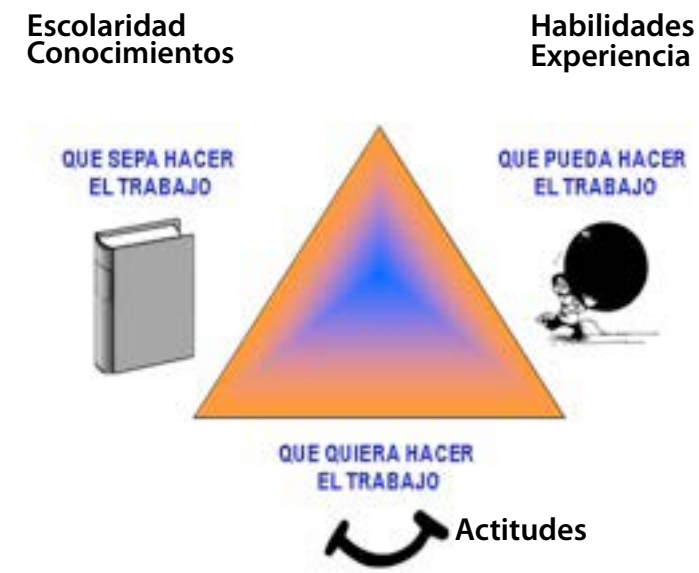 Escolaridad
Conocimientos
Habilidades
Experiencia
QUE SEPA HACER
EL TRABAJO
QUE PUEDA HACER
EL TRABAJO
QUE QUIERA HACER
EL TRABAJO
Actitudes